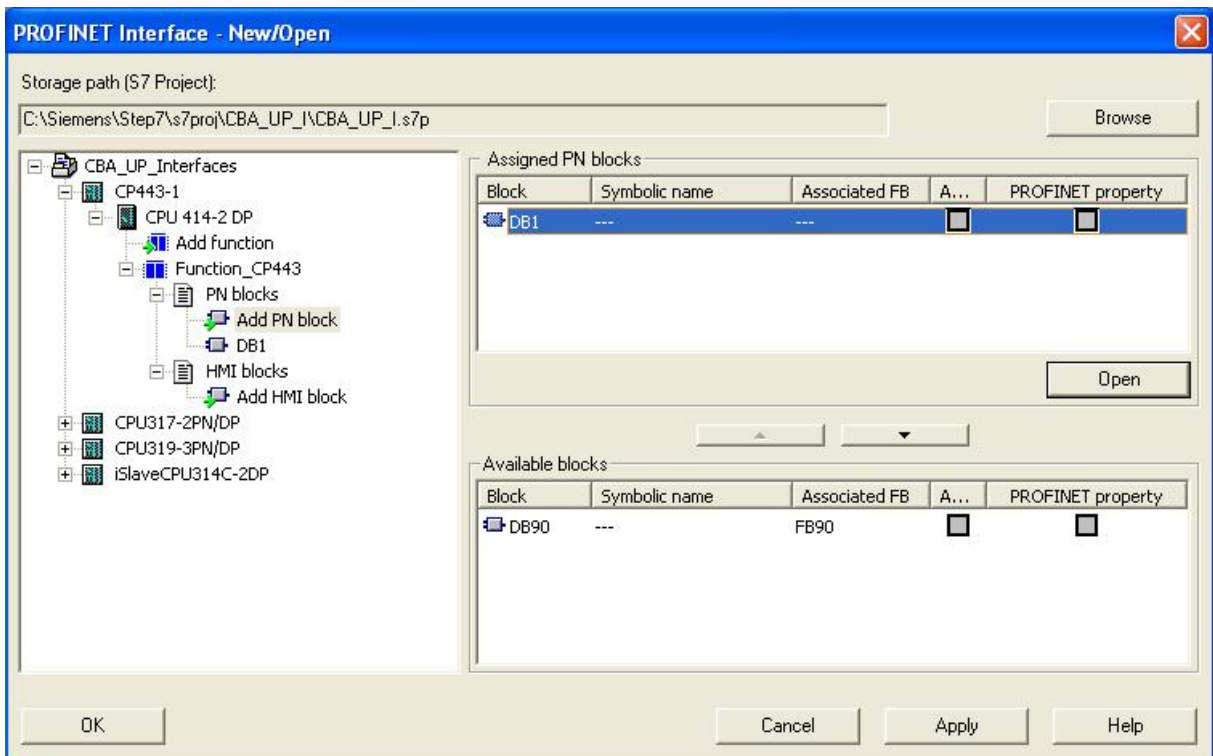 PROFINET Interface - New/Open
Storage path (S7 Project):
C:\Siemens\Step7\s7proj\CBA_UP_I\CBA_UP_I.s7p
Browse
CBA_UP_Interfaces
CP443-1
CPU 414-2 DP
Add function
Function_CP443
PN blocks
Add PN block
DB1
HMI blocks
Add HMI block
CPU317-2PN/DP
CPU319-3PN/DP
iSlaveCPU314C-2DP
Assigned PN blocks
Block Symbolic name Associated FB A... PROFINET property
DB1 --- ---
Open
Available blocks
Block Symbolic name Associated FB A... PROFINET property
DB90 --- FB90
OK Cancel Apply Help